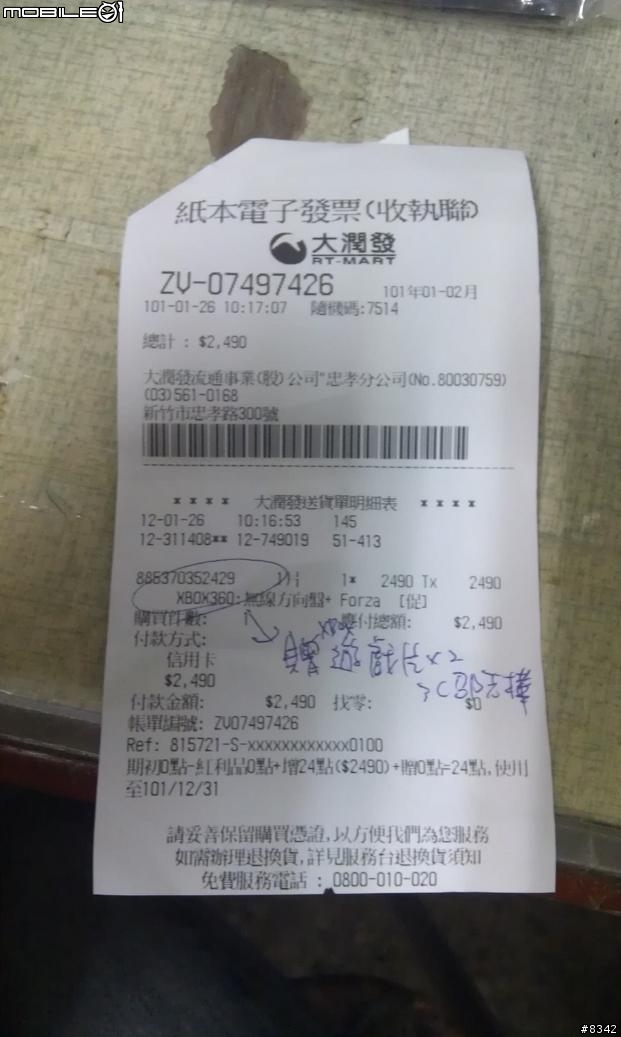 MOBILE01
紙本電子發票(收執聯)
大潤發
RT-MART
ZV-07497426
101年01-02月
101-01-26 10:17:07 隨機碼:7514
總計 : $2,490
大潤發流通事業(股)公司"忠孝分公司(No.80030759)
(03)561-0168
新竹市忠孝路300號
**** 大潤發送貨單明細表 ****
12-01-26 10:16:53 145
12-311408** 12-749019 51-413
885370352429 1片 1* 2490 Tx 2490
XBOX360:無線方向盤+ Forza [促]
購買件數: 應付總額: $2,490
付款方式:
XBOX
贈 遊戲片x2
信用卡
$2,490
3C部
付款金額: $2,490 找零: $0
帳單編號: ZV07497426
Ref: 815721-S-xxxxxxxxxxxx0100
期初0點-紅利品0點+增24點($2490)+贈0點=24點,使用
至101/12/31
請妥善保留購買憑證,以方便我們為您服務
如需辦理退換貨,詳見服務台退換貨須知
免費服務電話 : 0800-010-020
#8342